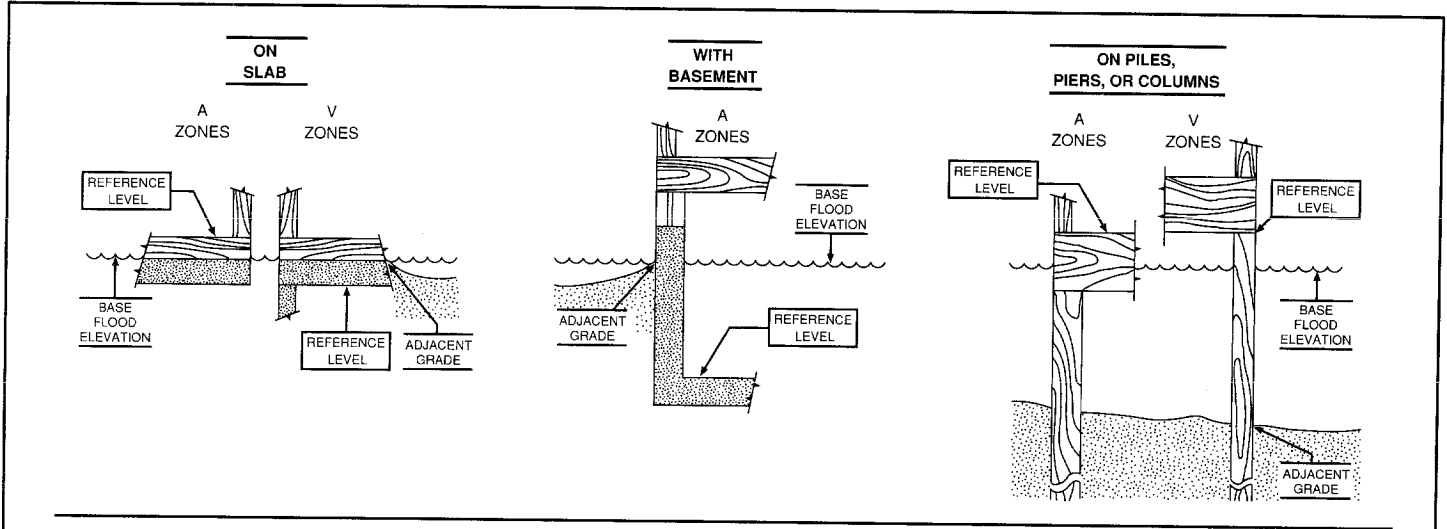 ON
SLAB
A
ZONES
V
ZONES
REFERENCE
LEVEL
BASE
FLOOD
ELEVATION
REFERENCE
LEVEL
ADJACENT
GRADE
WITH
BASEMENT
A
ZONES
BASE
FLOOD
ELEVATION
ADJACENT
GRADE
REFERENCE
LEVEL
ON PILES,
PIERS, OR COLUMNS
A
ZONES
V
ZONES
REFERENCE
LEVEL
REFERENCE
LEVEL
BASE
FLOOD
ELEVATION
ADJACENT
GRADE